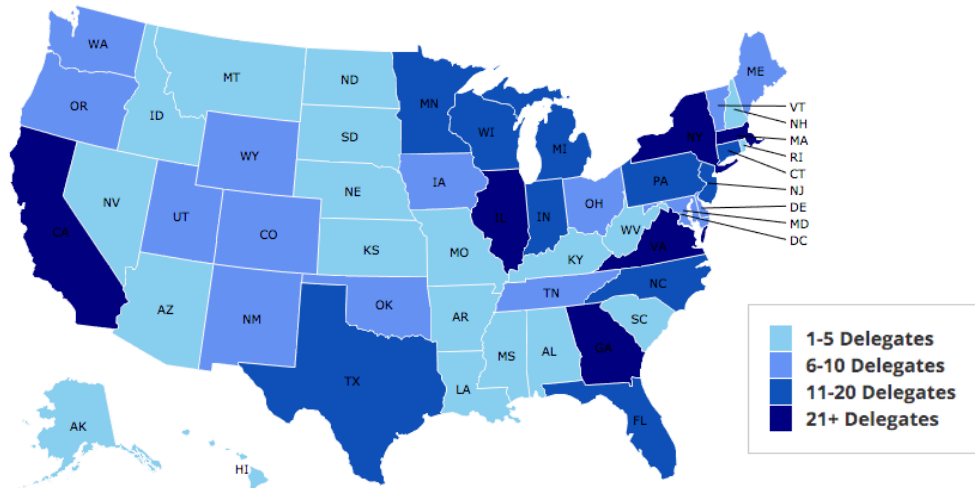 WA
ME
MT
ND
VT
OR
MN
NH
ID
SD
WI
NY
MA
WY
MI
RI
CT
IA
PA
NE
NJ
NV
OH
DE
UT
IL
IN
MD
CA
CO
WV
DC
KS
MO
KY
VA
NC
TN
OK
AZ
NM
AR
SC
MS
AL
GA
1-5 Delegates
6-10 Delegates
TX
LA
11-20 Delegates
FL
21+ Delegates
AK
HI